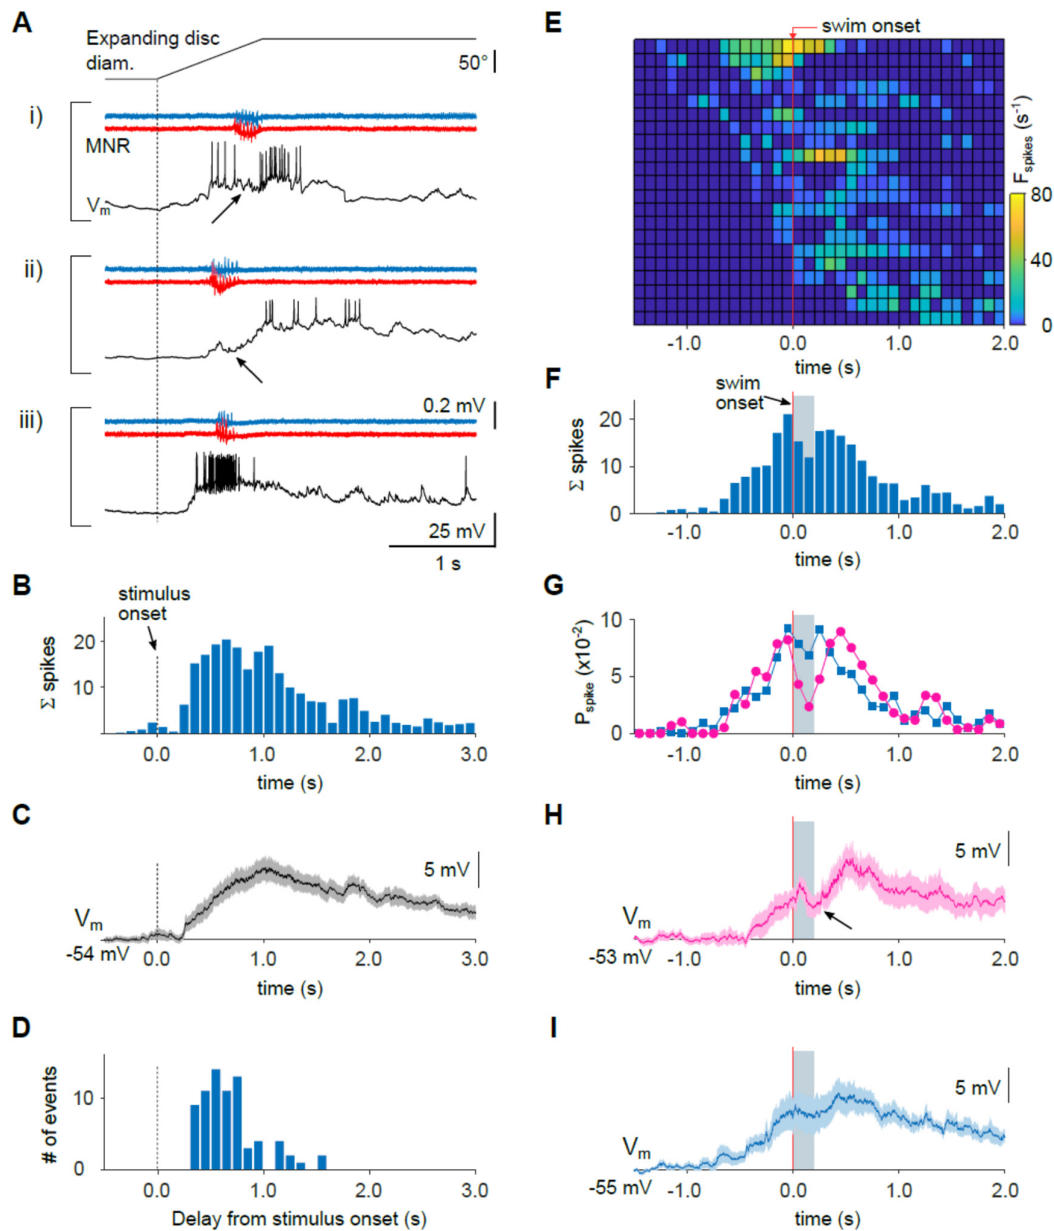 A
Expanding disc
diam.
50°
i)
MNR
Vm
ii)
0.2 mV
iii)
25 mV
1 s
B
stimulus
onset
Σ spikes
20
10
0.0 1.0 2.0 3.0
time (s)
C
5 mV
Vm
-54 mV
0.0 1.0 2.0 3.0
time (s)
D
# of events
10
0
0.0 1.0 2.0 3.0
Delay from stimulus onset (s)
E
swim onset
Fspikes (s-1)
80
40
0
-1.0 0.0 1.0 2.0
time (s)
F
swim
onset
Σ spikes
20
10
0
-1.0 0.0 1.0 2.0
time (s)
G
Pspike (x10-2)
10
5
0
-1.0 0.0 1.0 2.0
time (s)
H
5 mV
Vm
-53 mV
-1.0 0.0 1.0 2.0
time (s)
I
5 mV
Vm
-55 mV
-1.0 0.0 1.0 2.0
time (s)